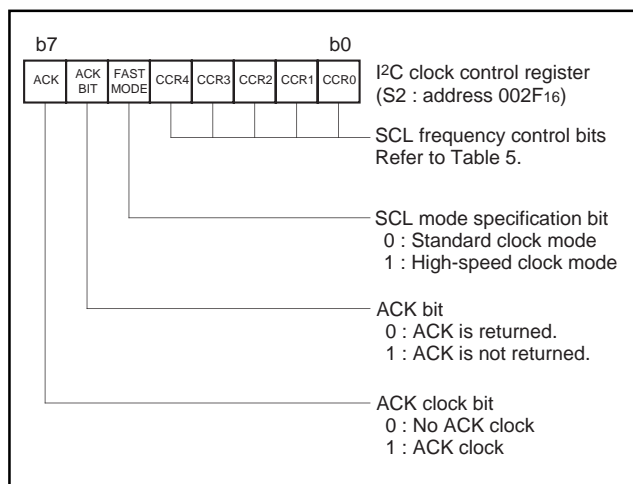 b7 b0
ACK ACK BIT FAST MODE CCR4 CCR3 CCR2 CCR1 CCR0
I2C clock control register
(S2 : address 002F16)
SCL frequency control bits
Refer to Table 5.
SCL mode specification bit
0 : Standard clock mode
1 : High-speed clock mode
ACK bit
0 : ACK is returned.
1 : ACK is not returned.
ACK clock bit
0 : No ACK clock
1 : ACK clock